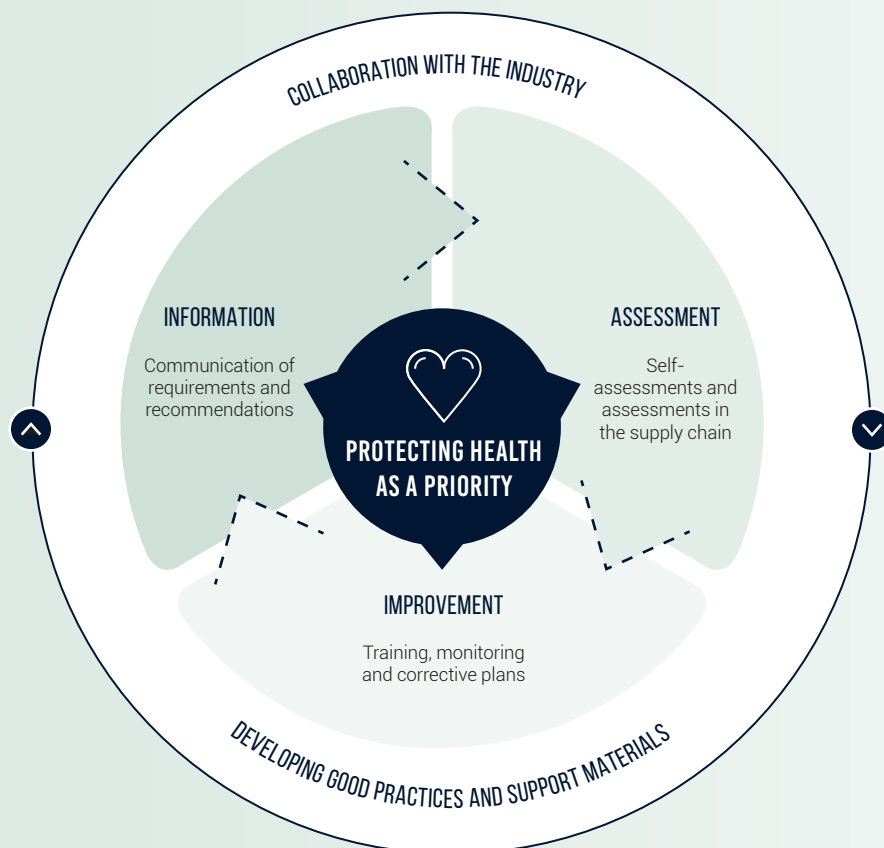 COLLABORATION WITH THE INDUSTRY
INFORMATION
Communication of
requirements and
recommendations
ASSESSMENT
Self-
assessments and
assessments in
the supply chain
PROTECTING HEALTH
AS A PRIORITY
IMPROVEMENT
Training, monitoring
and corrective plans
DEVELOPING GOOD PRACTICES AND SUPPORT MATERIALS